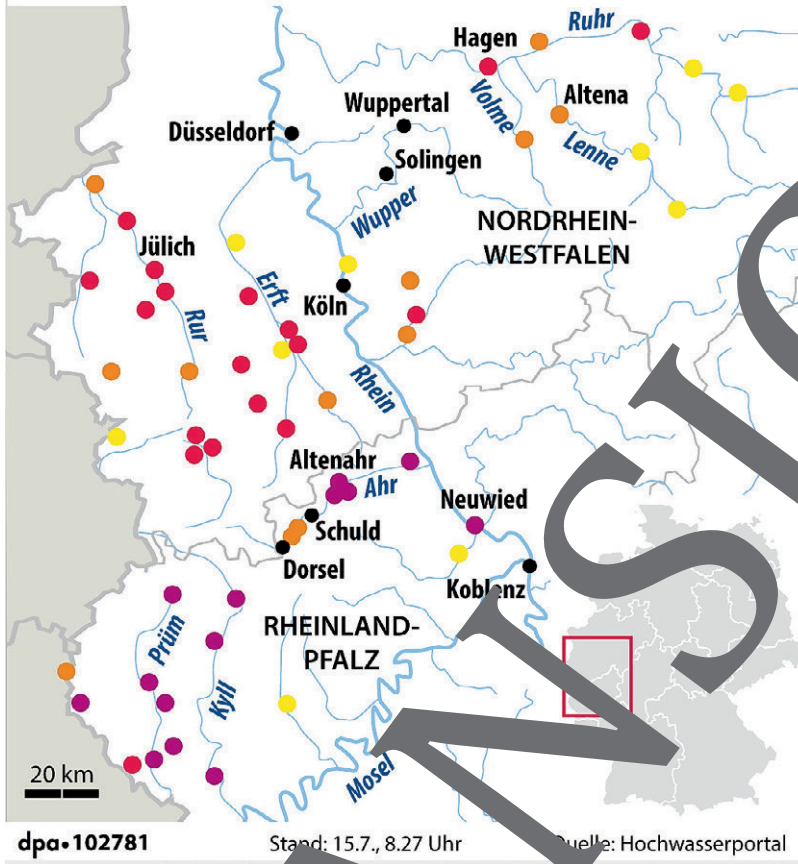 Ruhr
Hagen
Volme
Altena
Lenne
Wuppertal
Düsseldorf
Solingen
Wupper
NORDRHEIN-
WESTFALEN
Jülich
Rur
Erft
Köln
Rhein
Altenahr
Ahr
Neuwied
Schuld
Dorsel
Koblenz
RHEINLAND-
PFALZ
Prüm
Kyll
Mosel
20 km
dpa•102781 Stand: 15.7., 8.27 Uhr Quelle: Hochwasserportal